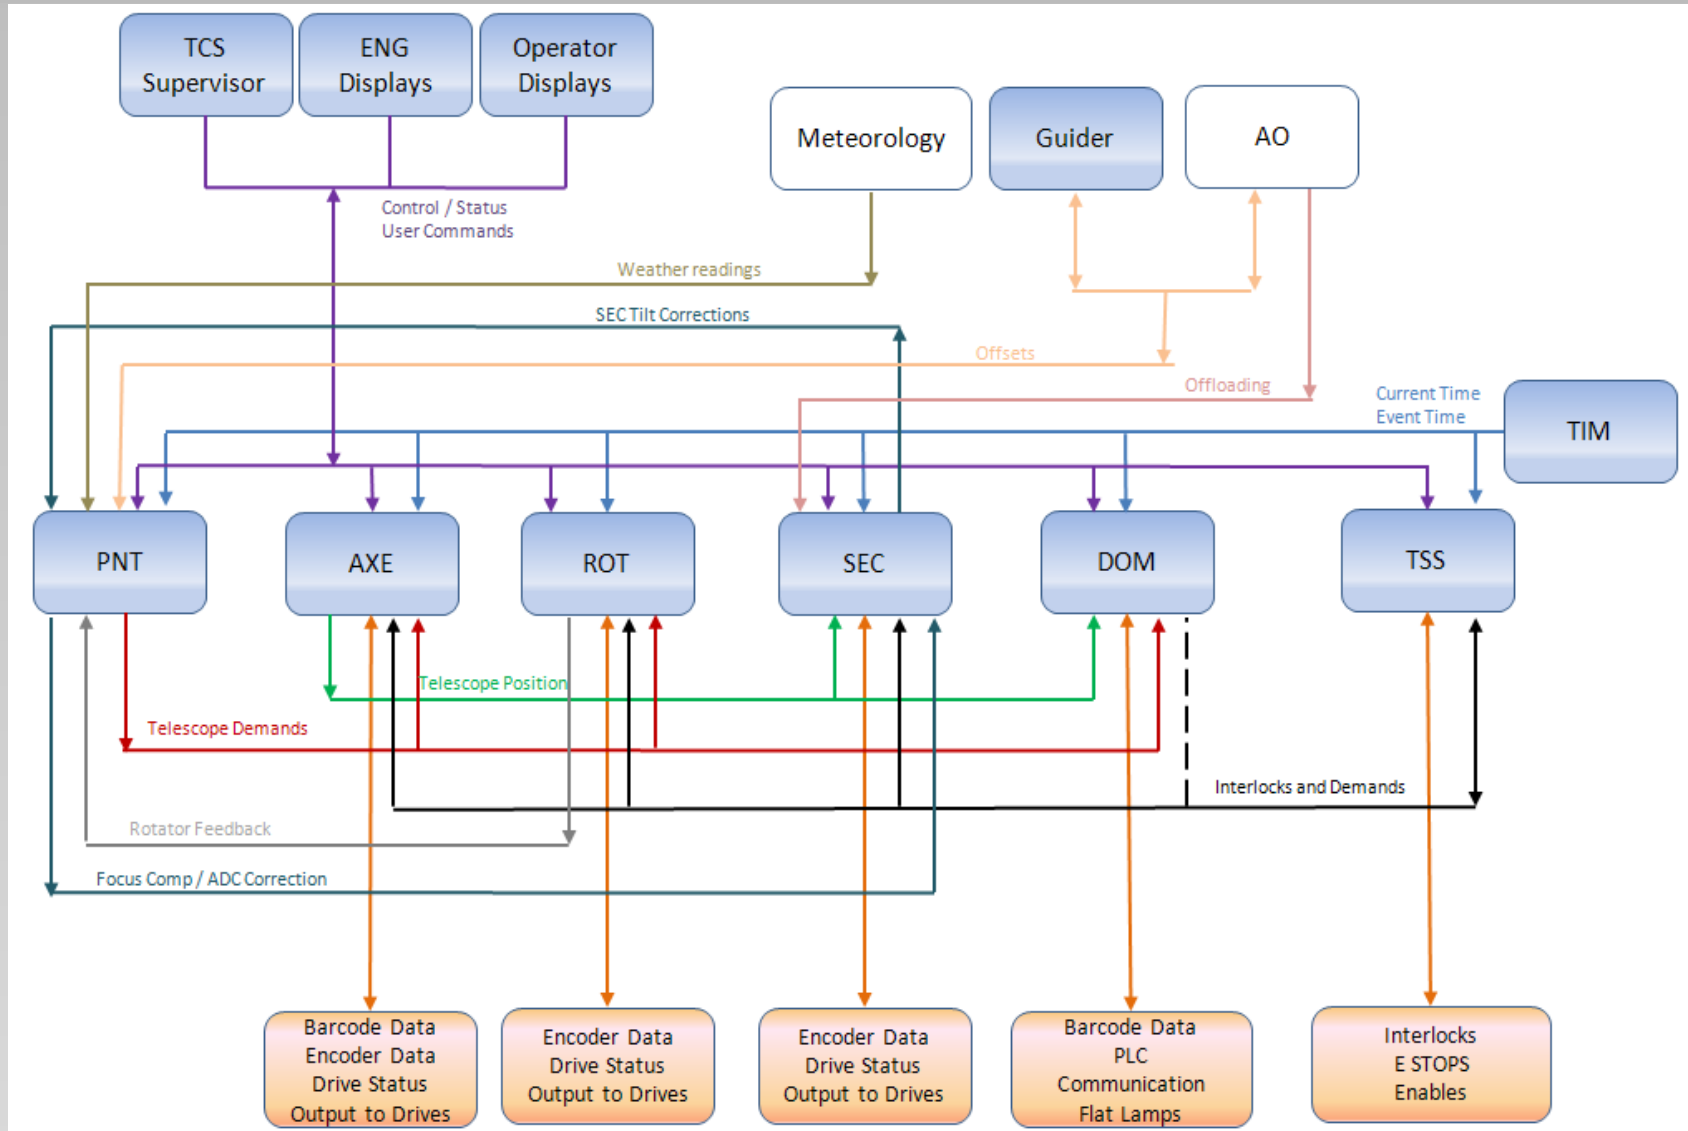 TCS
Supervisor
ENG
Displays
Operator
Displays
Meteorology
Guider
AO
Control / Status
User Commands
Weather readings
SEC Tilt Corrections
Offsets
Offloading
Current Time
Event Time
TIM
PNT
AXE
ROT
SEC
DOM
TSS
Telescope Position
Telescope Demands
Interlocks and Demands
Rotator Feedback
Focus Comp / ADC Correction
Barcode Data
Encoder Data
Drive Status
Output to Drives
Encoder Data
Drive Status
Output to Drives
Encoder Data
Drive Status
Output to Drives
Barcode Data
PLC
Communication
Flat Lamps
Interlocks
E STOPS
Enables